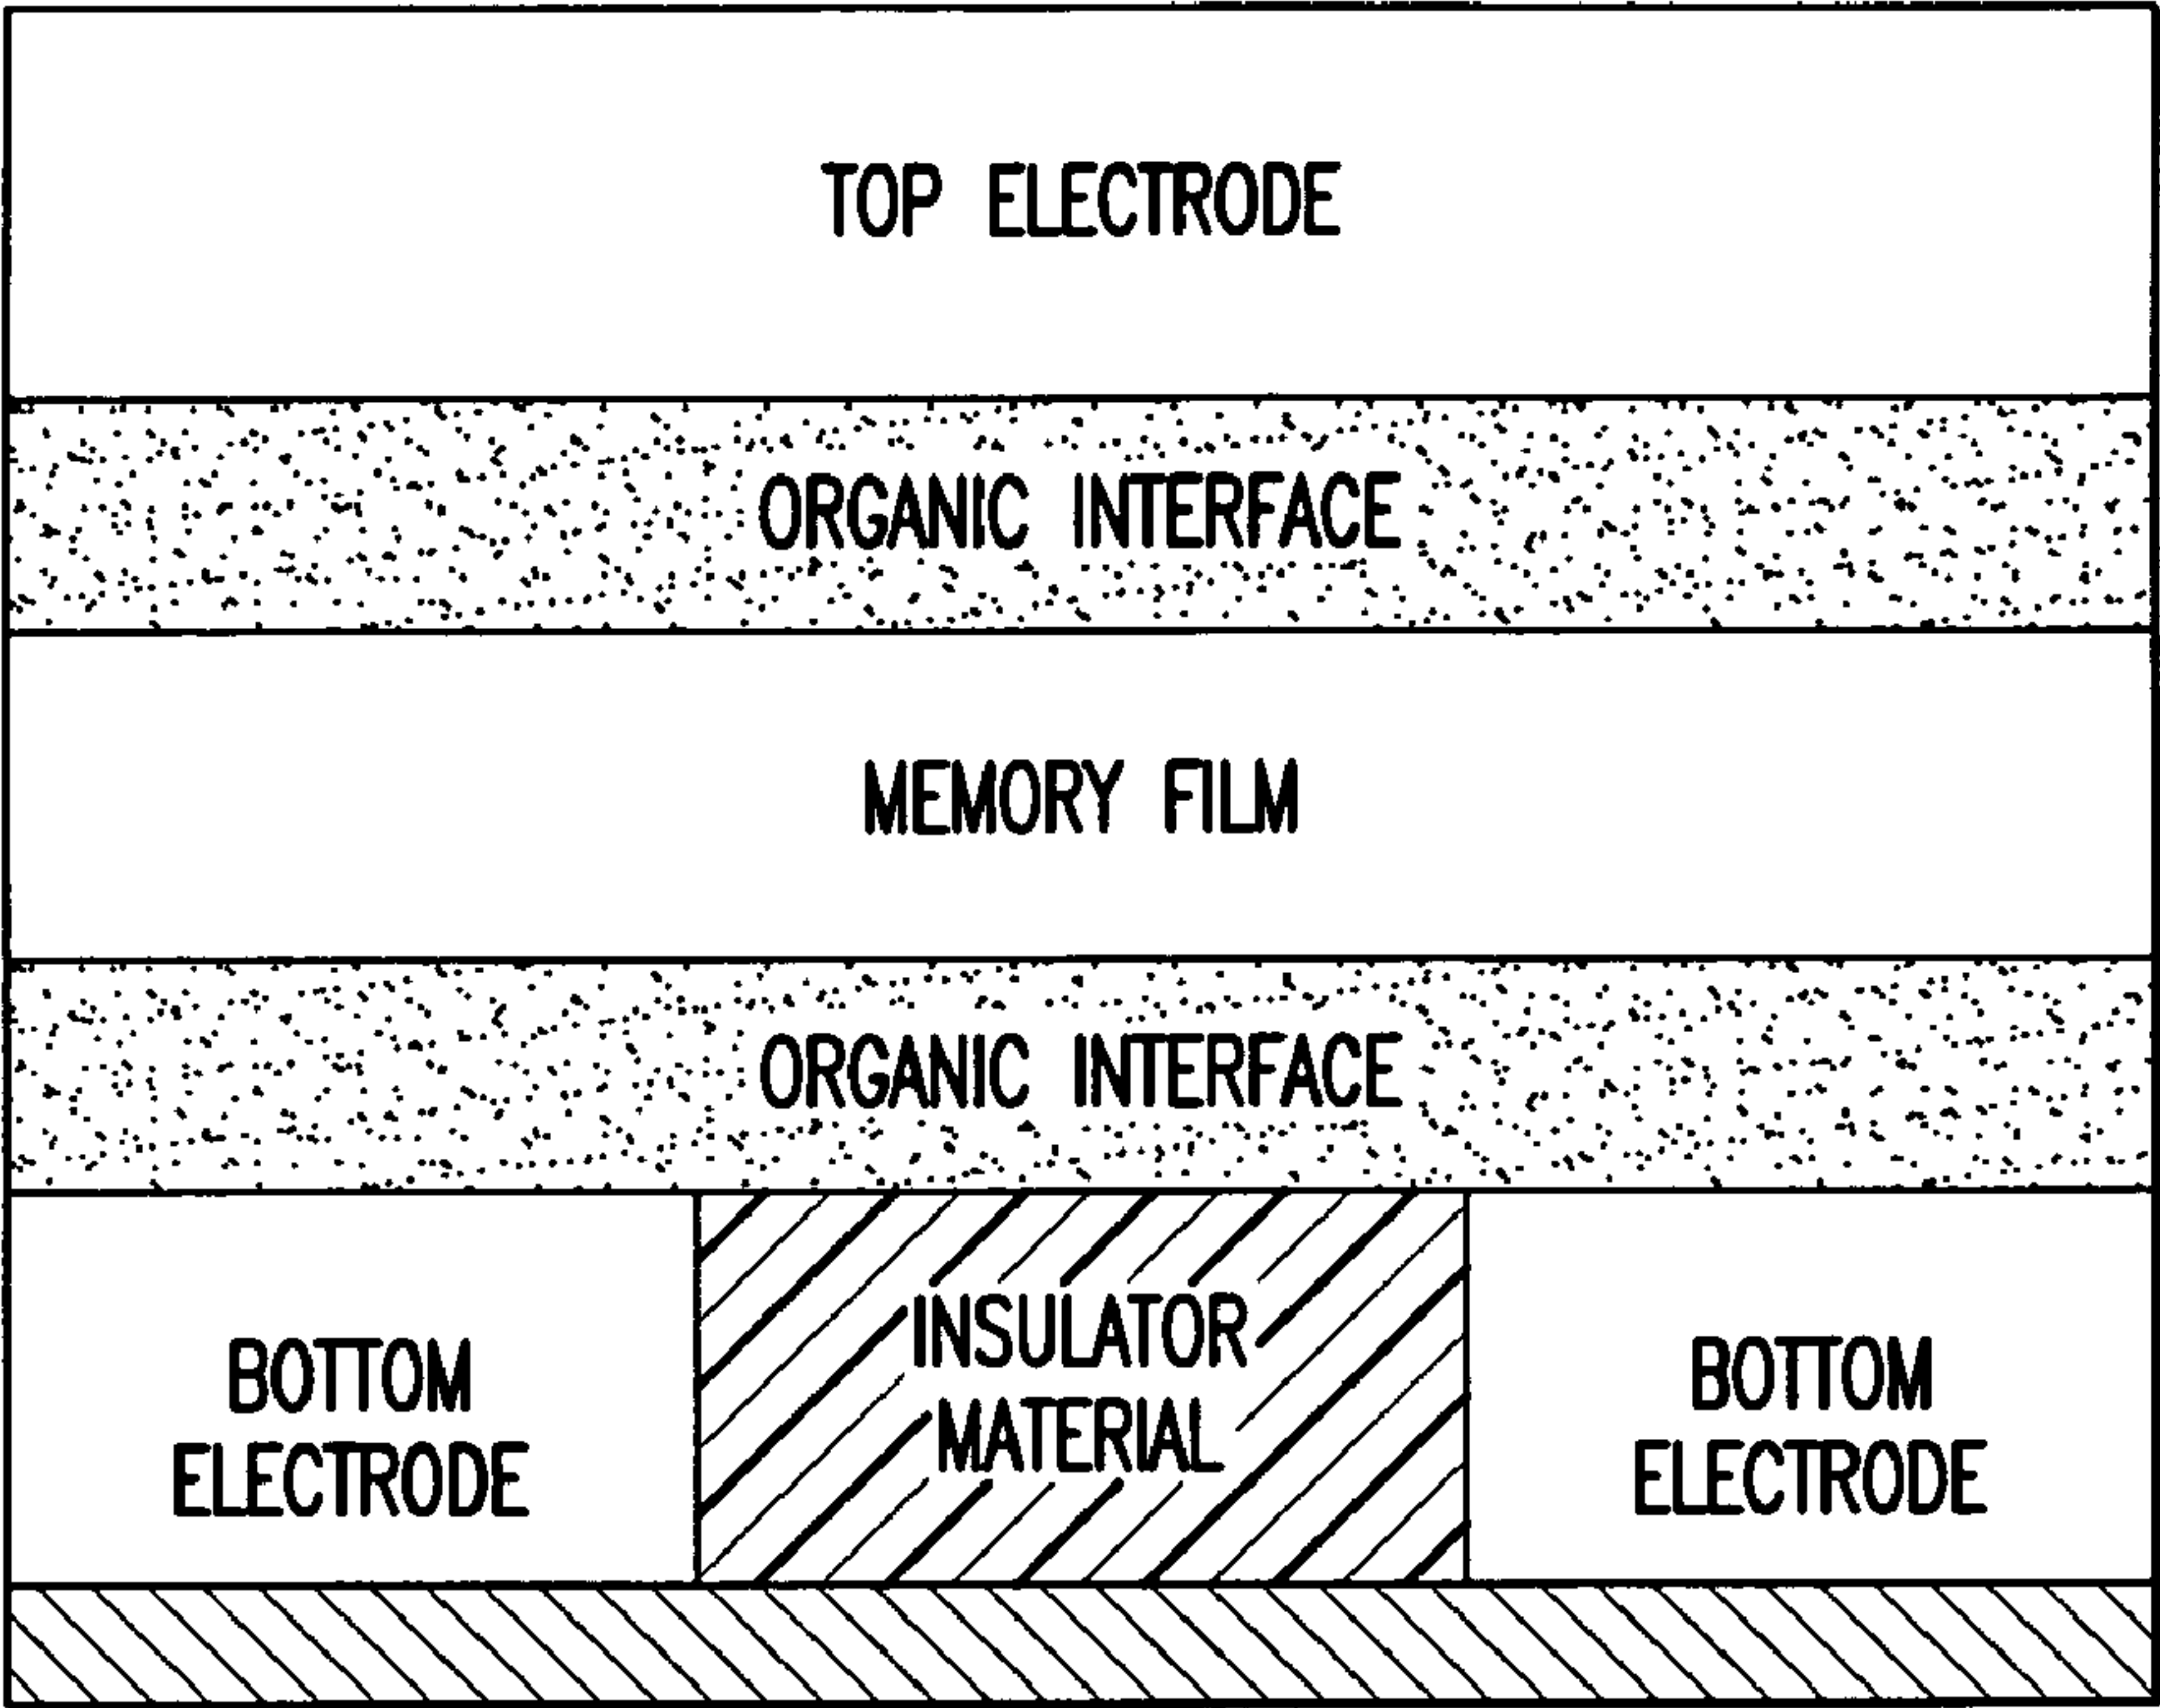 TOP ELECTRODE
ORGANIC INTERFACE
MEMORY FILM
ORGANIC INTERFACE
BOTTOM
ELECTRODE
INSULATOR
MATERIAL
BOTTOM
ELECTRODE